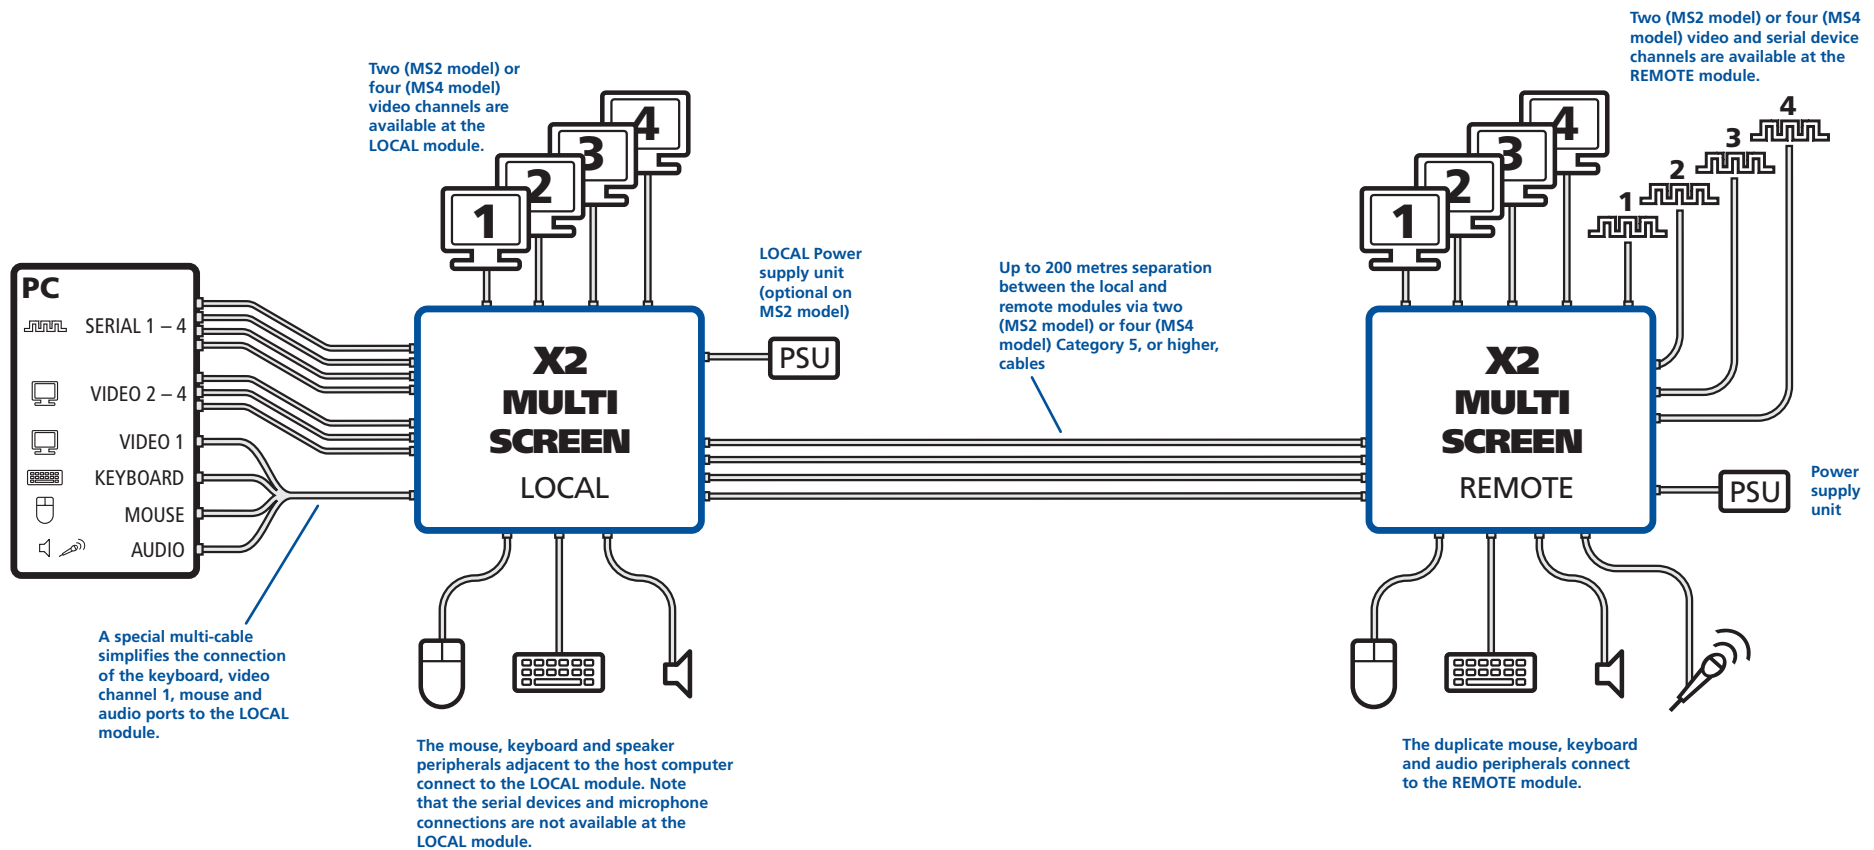 Two (MS2 model) or
four (MS4 model)
video channels are
available at the
LOCAL module.
1
2
3
4
Two (MS2 model) or four (MS4
model) video and serial device
channels are available at the
REMOTE module.
1
2
3
4
1
2
3
4
PC
SERIAL 1 – 4
VIDEO 2 – 4
VIDEO 1
KEYBOARD
MOUSE
AUDIO
X2
MULTI
SCREEN
LOCAL
LOCAL Power
supply unit
(optional on
MS2 model)
PSU
Up to 200 metres separation
between the local and
remote modules via two
(MS2 model) or four (MS4
model) Category 5, or higher,
cables
X2
MULTI
SCREEN
REMOTE
PSU
Power
supply
unit
A special multi-cable
simplifies the connection
of the keyboard, video
channel 1, mouse and
audio ports to the LOCAL
module.
The mouse, keyboard and speaker
peripherals adjacent to the host computer
connect to the LOCAL module. Note
that the serial devices and microphone
connections are not available at the
LOCAL module.
The duplicate mouse, keyboard
and audio peripherals connect
to the REMOTE module.